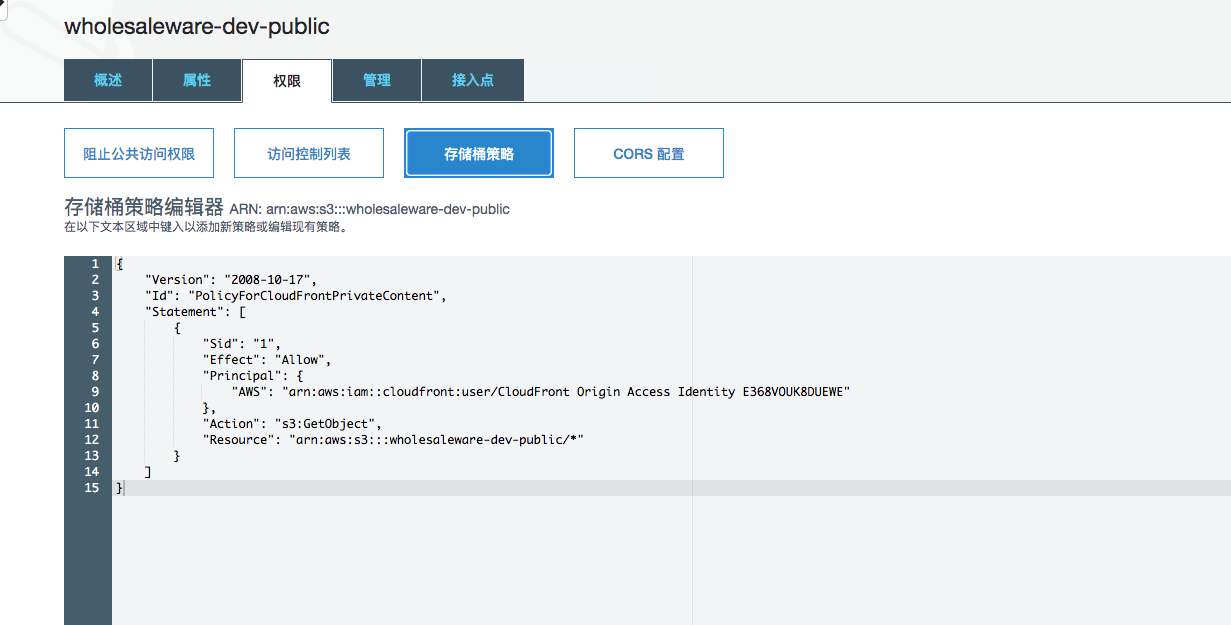 wholesaleware-dev-public
概述 属性 权限 管理 接入点
阻止公共访问权限 访问控制列表 存储桶策略 CORS 配置
存储桶策略编辑器 ARN: arn:aws:s3:::wholesaleware-dev-public
在以下文本区域中键入以添加新策略或编辑现有策略。
1 {
2 "Version": "2008-10-17",
3 "Id": "PolicyForCloudFrontPrivateContent",
4 "Statement": [
5 {
6 "Sid": "1",
7 "Effect": "Allow",
8 "Principal": {
9 "AWS": "arn:aws:iam::cloudfront:user/CloudFront Origin Access Identity E368VOUK8DUEWE"
10 },
11 "Action": "s3:GetObject",
12 "Resource": "arn:aws:s3:::wholesaleware-dev-public/*"
13 }
14 ]
15 }